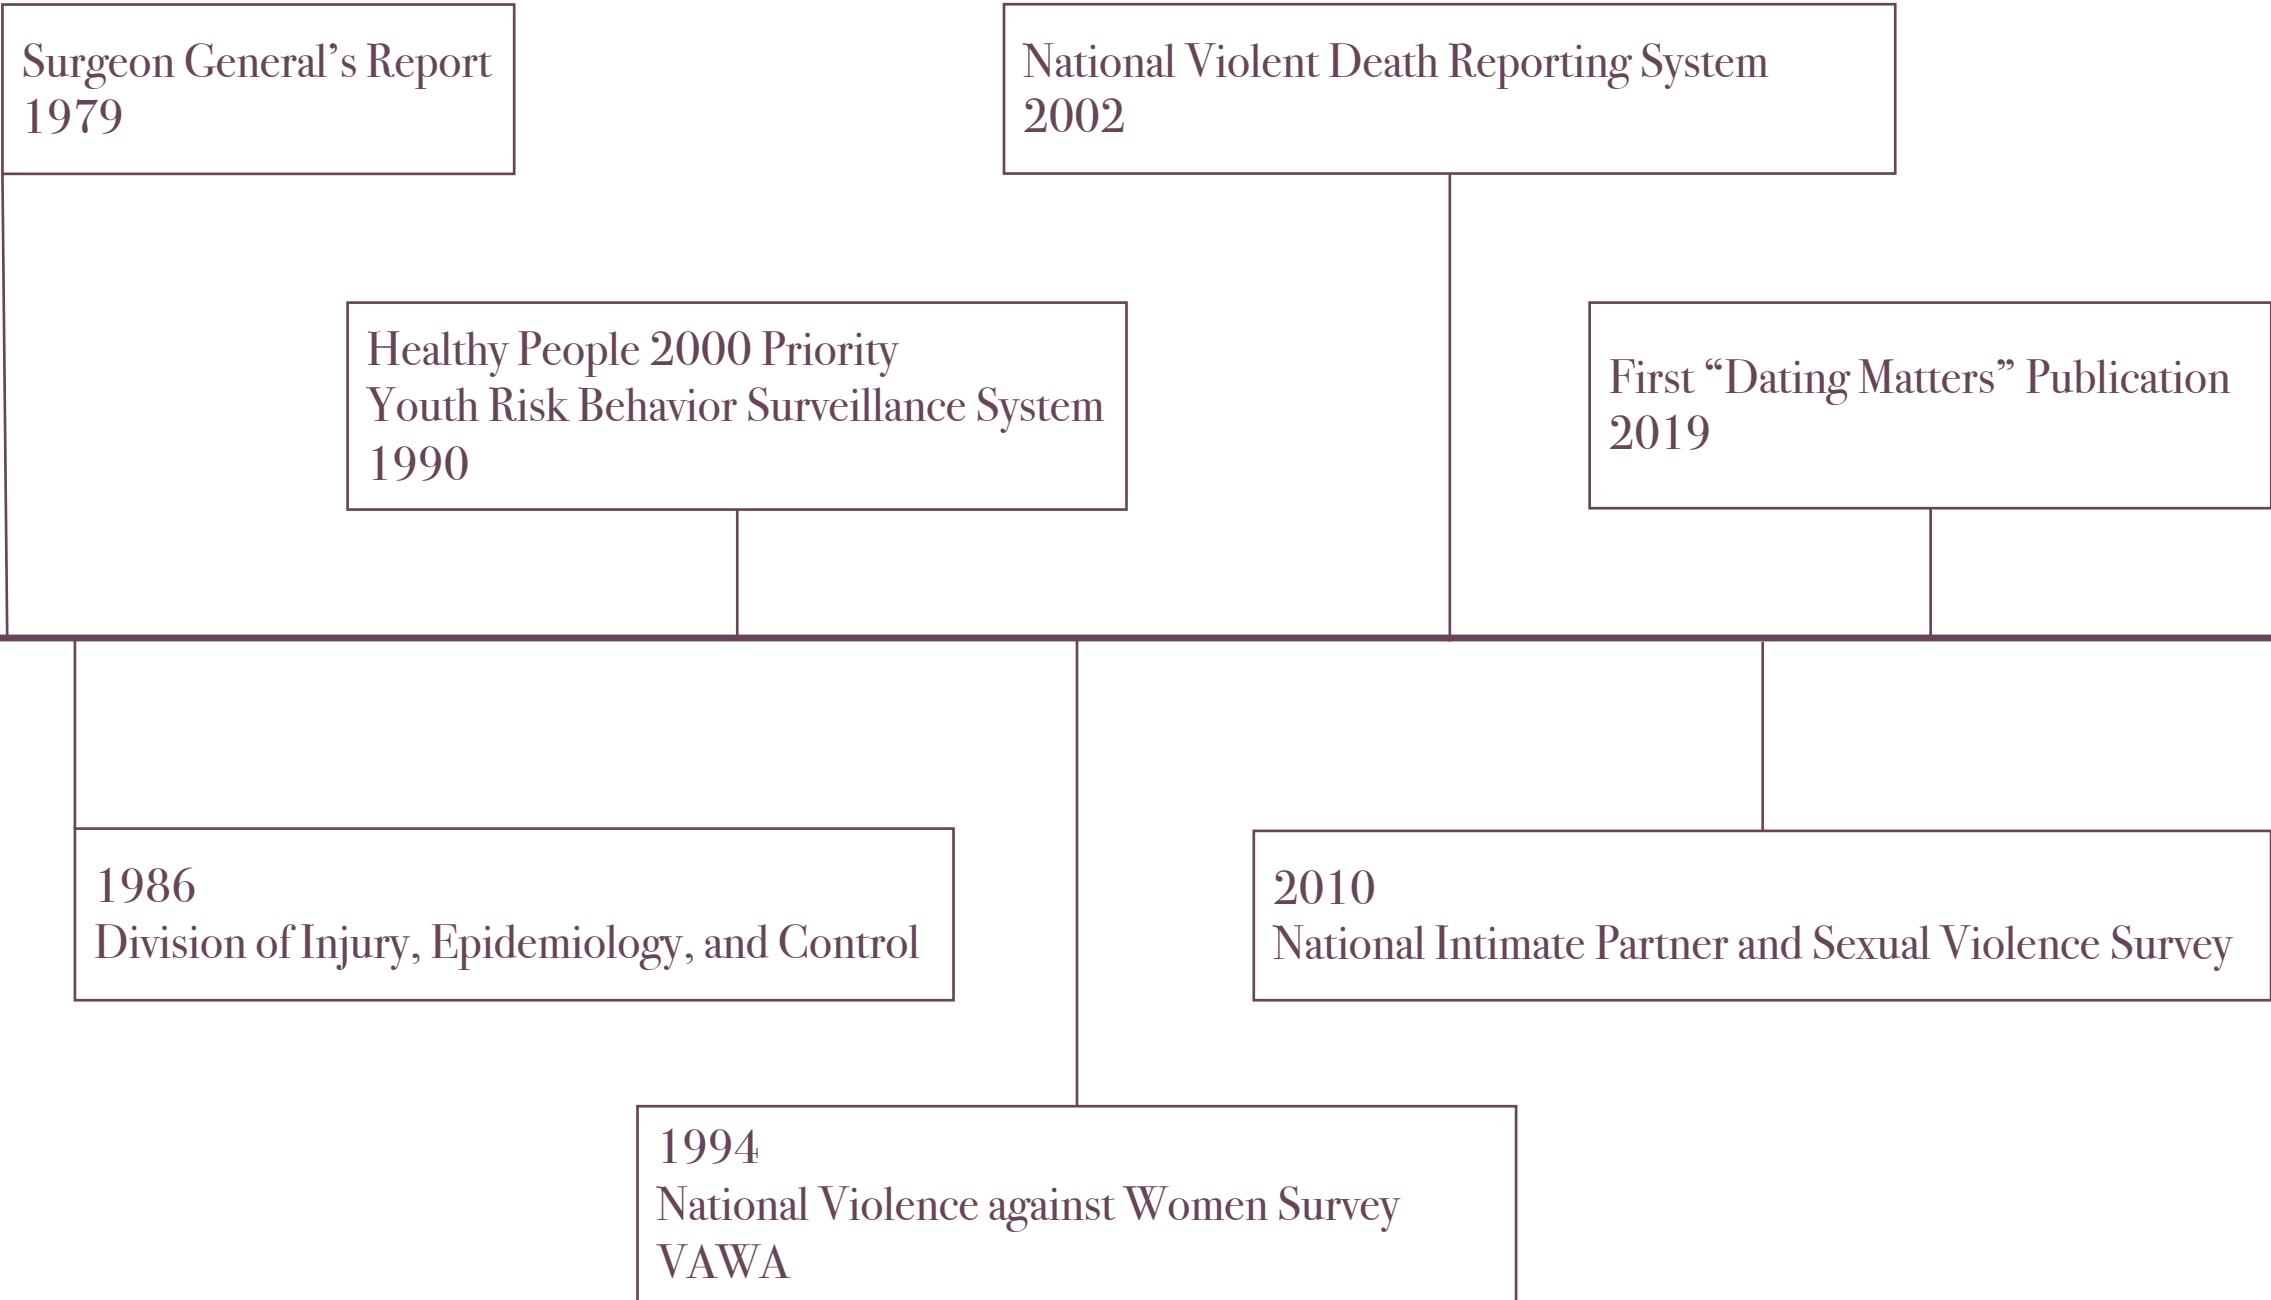 Surgeon General’s Report
1979
National Violent Death Reporting System
2002
Healthy People 2000 Priority
Youth Risk Behavior Surveillance System
1990
First “Dating Matters” Publication
2019
1986
Division of Injury, Epidemiology, and Control
2010
National Intimate Partner and Sexual Violence Survey
1994
National Violence against Women Survey
VAWA